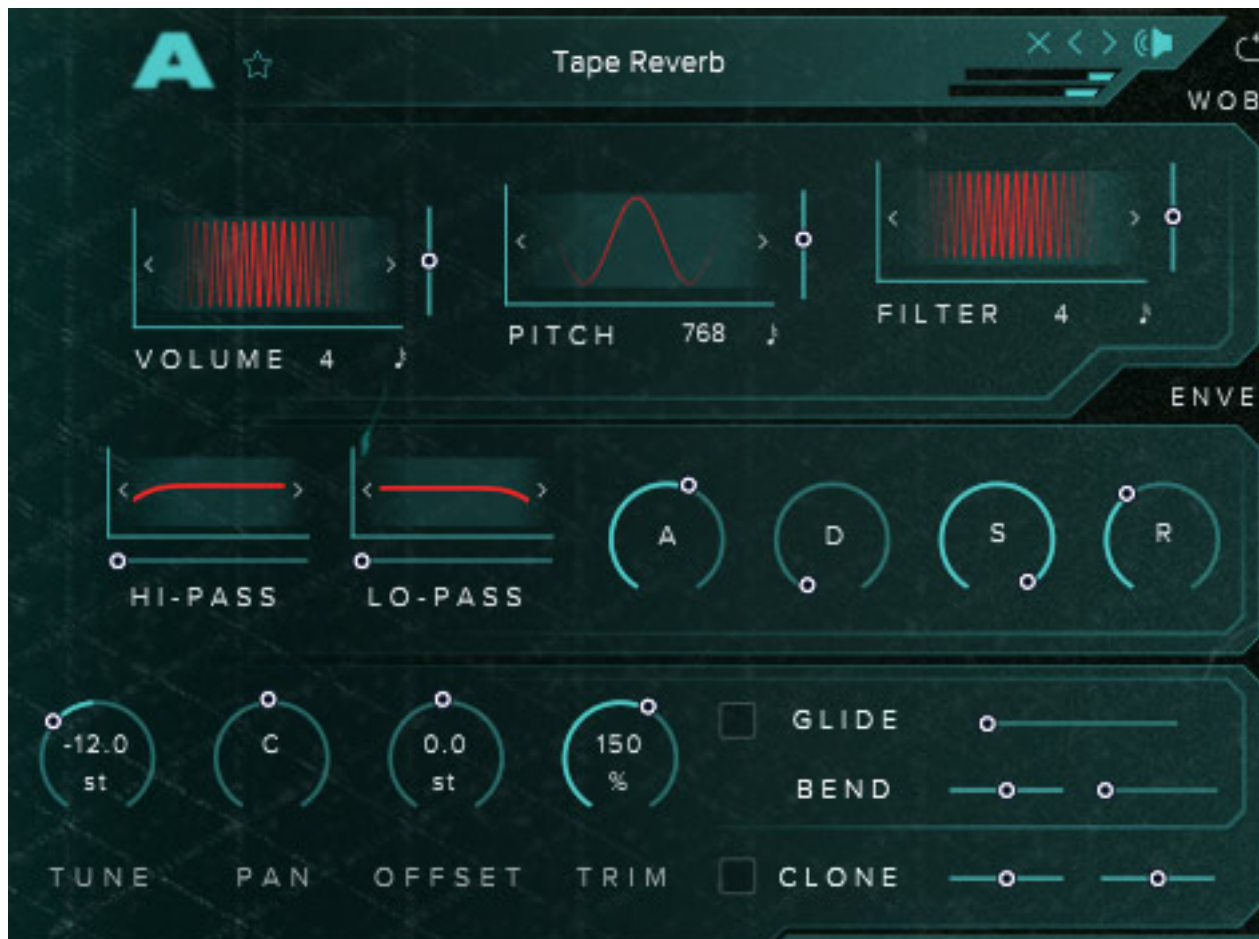 A
Tape Reverb
WOB
VOLUME 4
PITCH 768
FILTER 4
ENVE
HI-PASS
LO-PASS
A
D
S
R
-12.0 st
C
0.0 st
150 %
TUNE
PAN
OFFSET
TRIM
GLIDE
BEND
CLONE